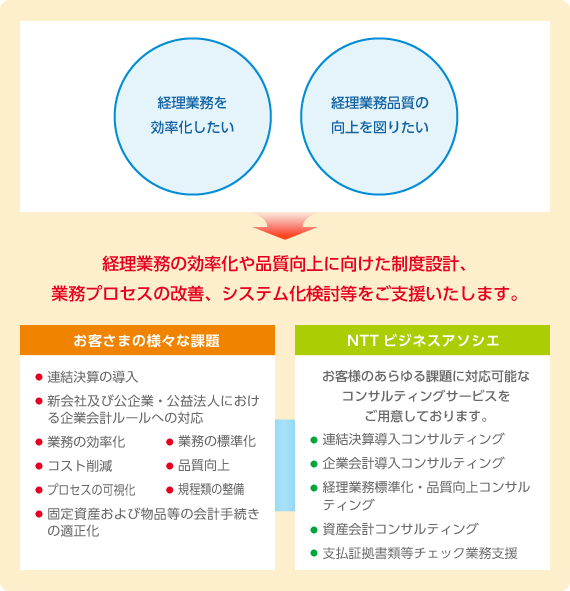 経理業務を
効率化したい
経理業務品質の
向上を図りたい
経理業務の効率化や品質向上に向けた制度設計、
業務プロセスの改善、システム化検討等をご支援いたします。
お客さまの様々な課題
● 連結決算の導入
● 新会社及び公企業・公益法人におけ
る企業会計ルールへの対応
● 業務の効率化 ● 業務の標準化
● コスト削減 ● 品質向上
● プロセスの可視化 ● 規程類の整備
● 固定資産および物品等の会計手続き
の適正化
NTT ビジネスアソシエ
お客様のあらゆる課題に対応可能な
コンサルティングサービスを
ご用意しております。
● 連結決算導入コンサルティング
● 企業会計導入コンサルティング
● 経理業務標準化・品質向上コンサル
ティング
● 資産会計コンサルティング
● 支払証拠書類等チェック業務支援